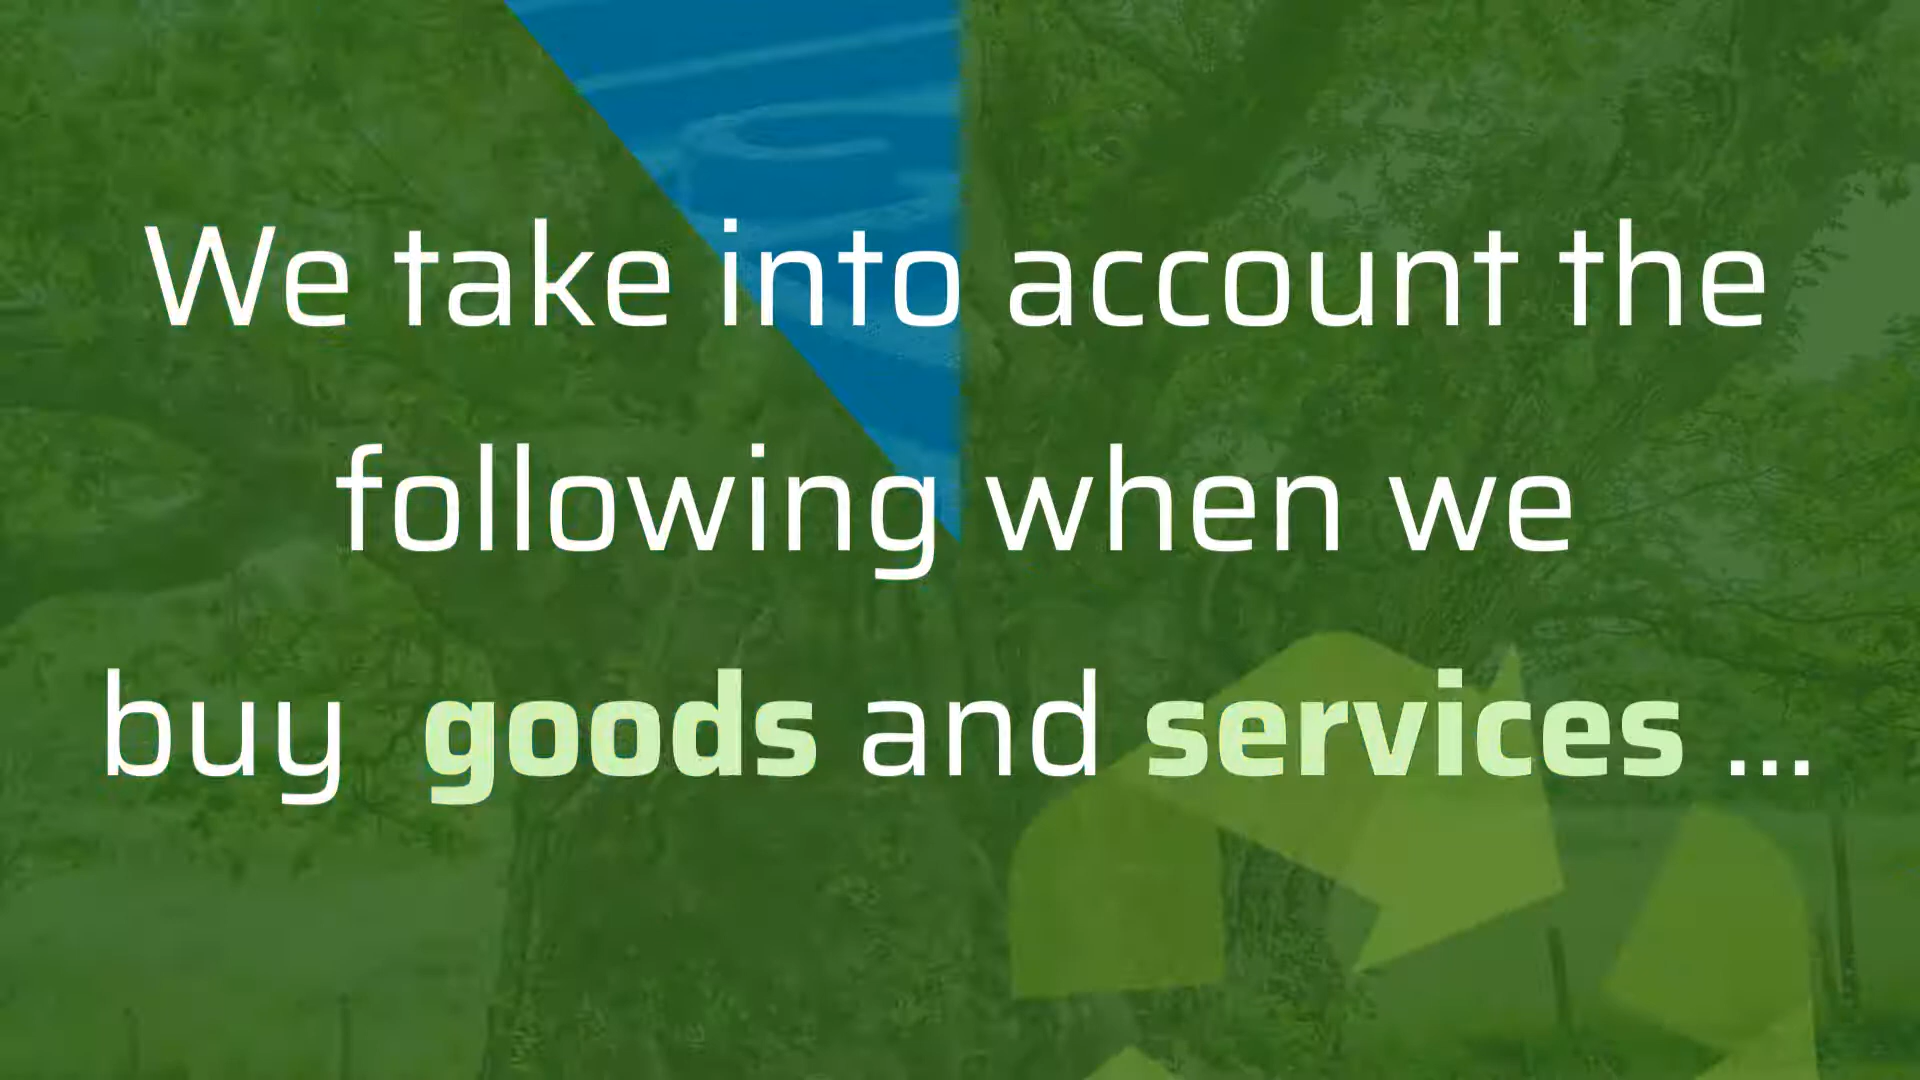 We take into account the
following when we
buy goods and services ...